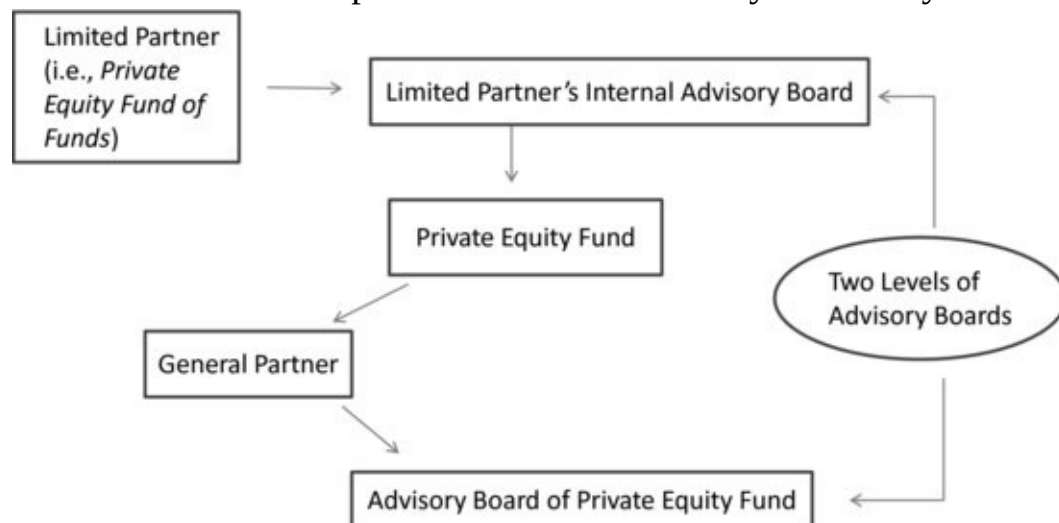 Limited Partner
(i.e., Private
Equity Fund of
Funds)
Limited Partner's Internal Advisory Board
Private Equity Fund
Two Levels of
Advisory Boards
General Partner
Advisory Board of Private Equity Fund